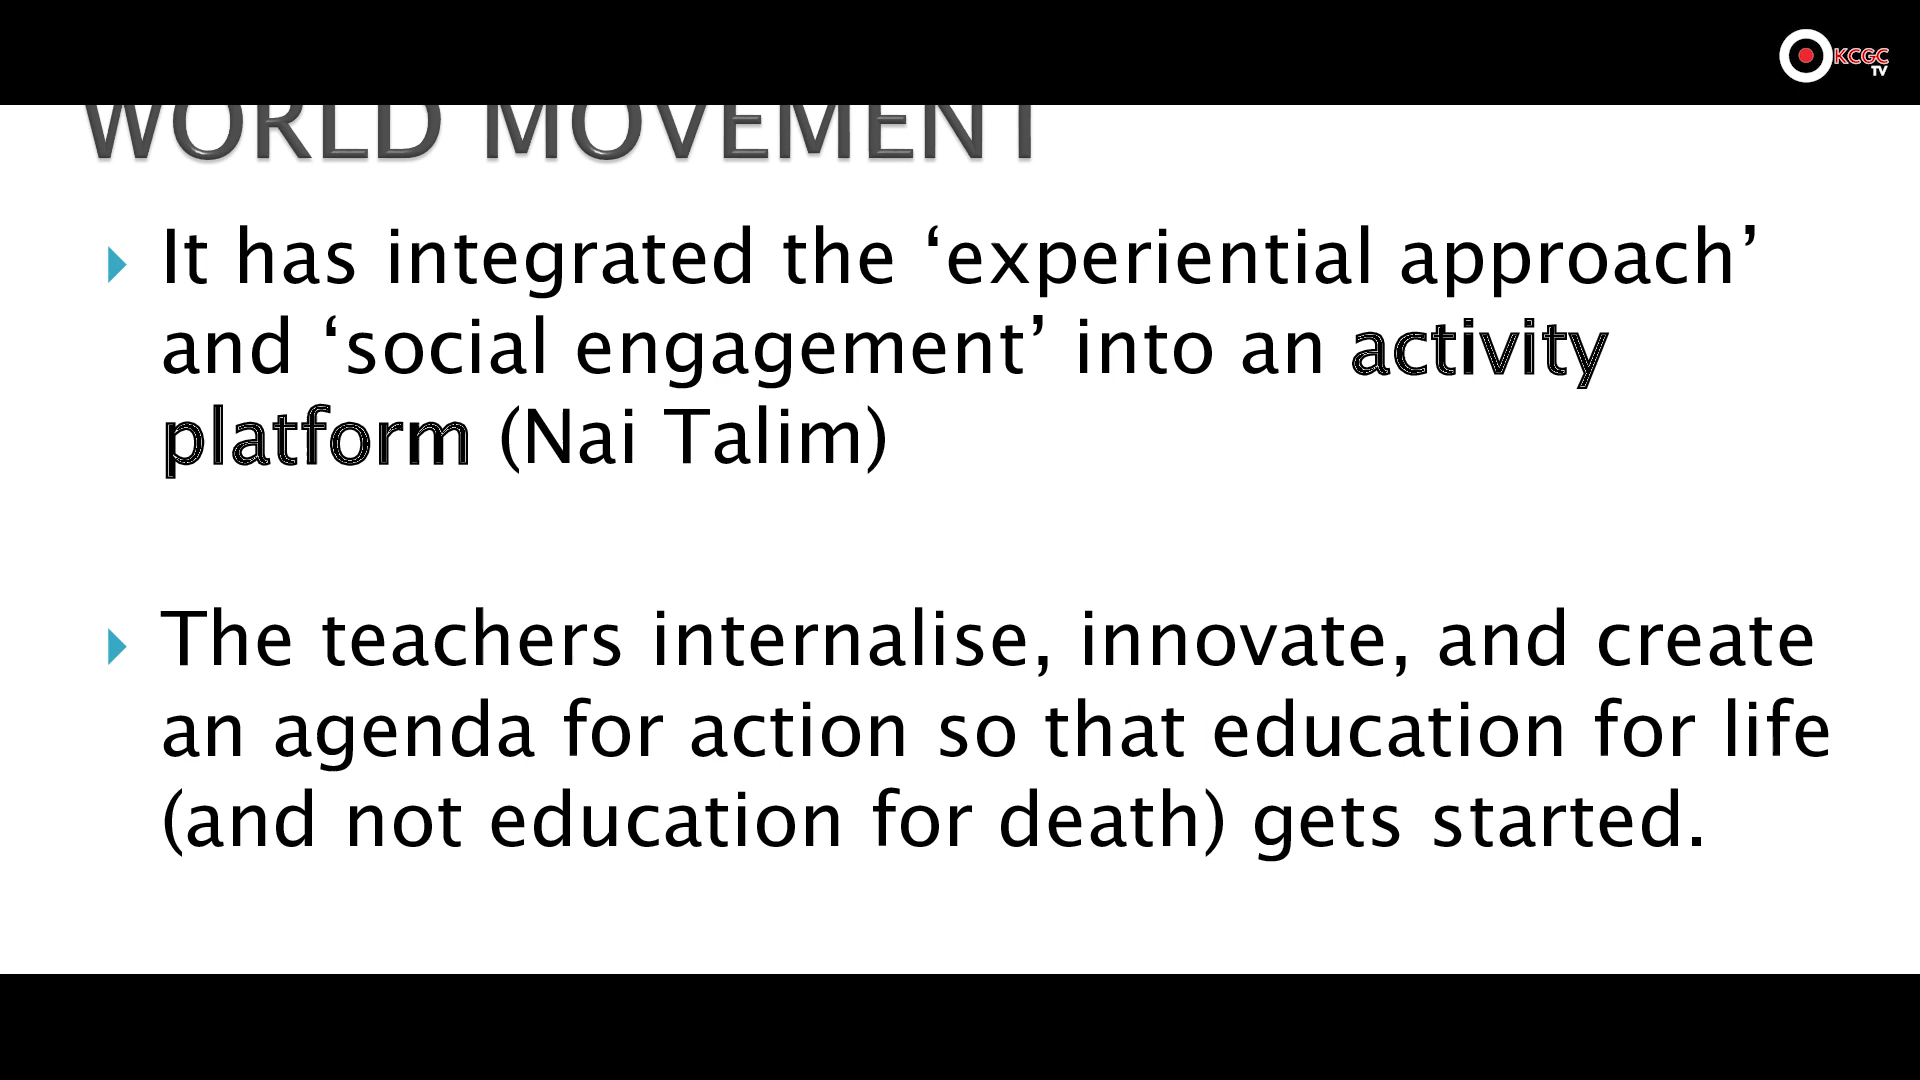 KCGC
TV
WORLD MOVEMENT
It has integrated the ‘experiential approach’
and ‘social engagement’ into an activity
platform (Nai Talim)
The teachers internalise, innovate, and create
an agenda for action so that education for life
(and not education for death) gets started.